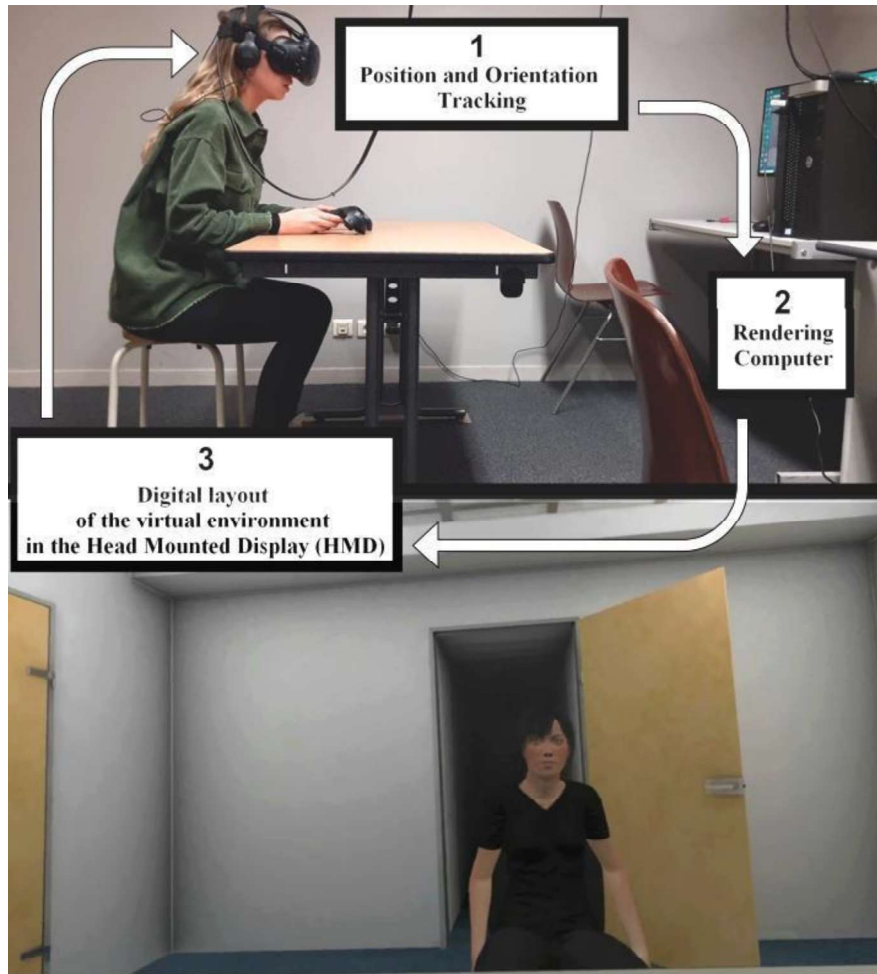 1
Position and Orientation
Tracking
2
Rendering
Computer
3
Digital layout
of the virtual environment
in the Head Mounted Display (HMD)